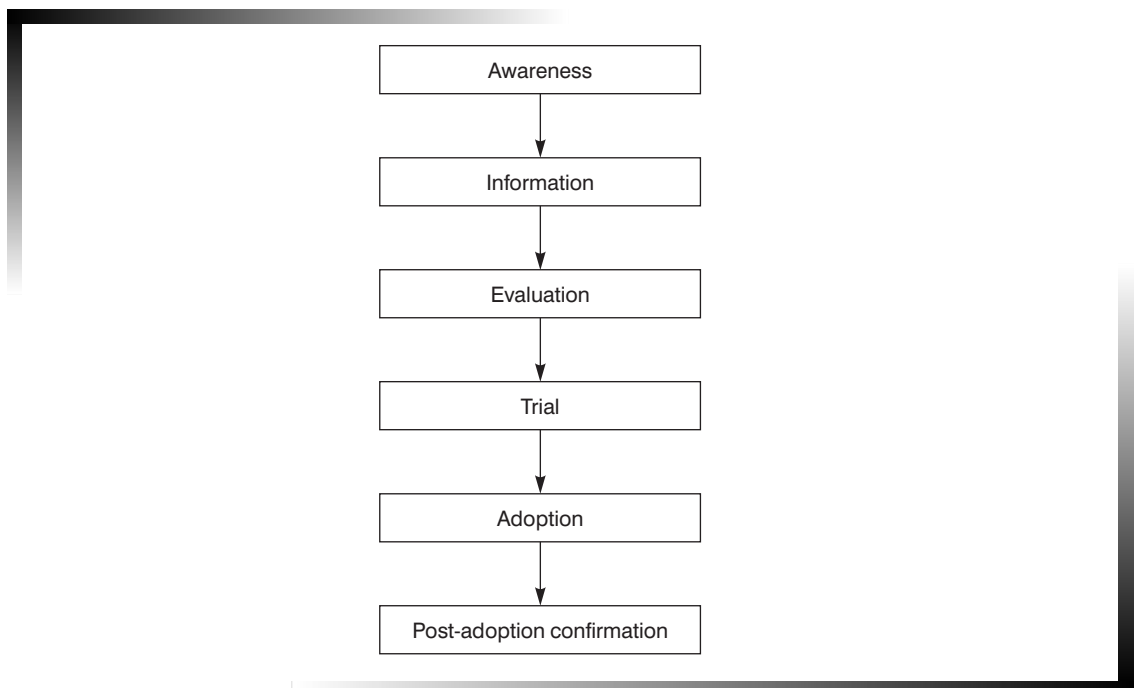 Awareness
Information
Evaluation
Trial
Adoption
Post-adoption confirmation